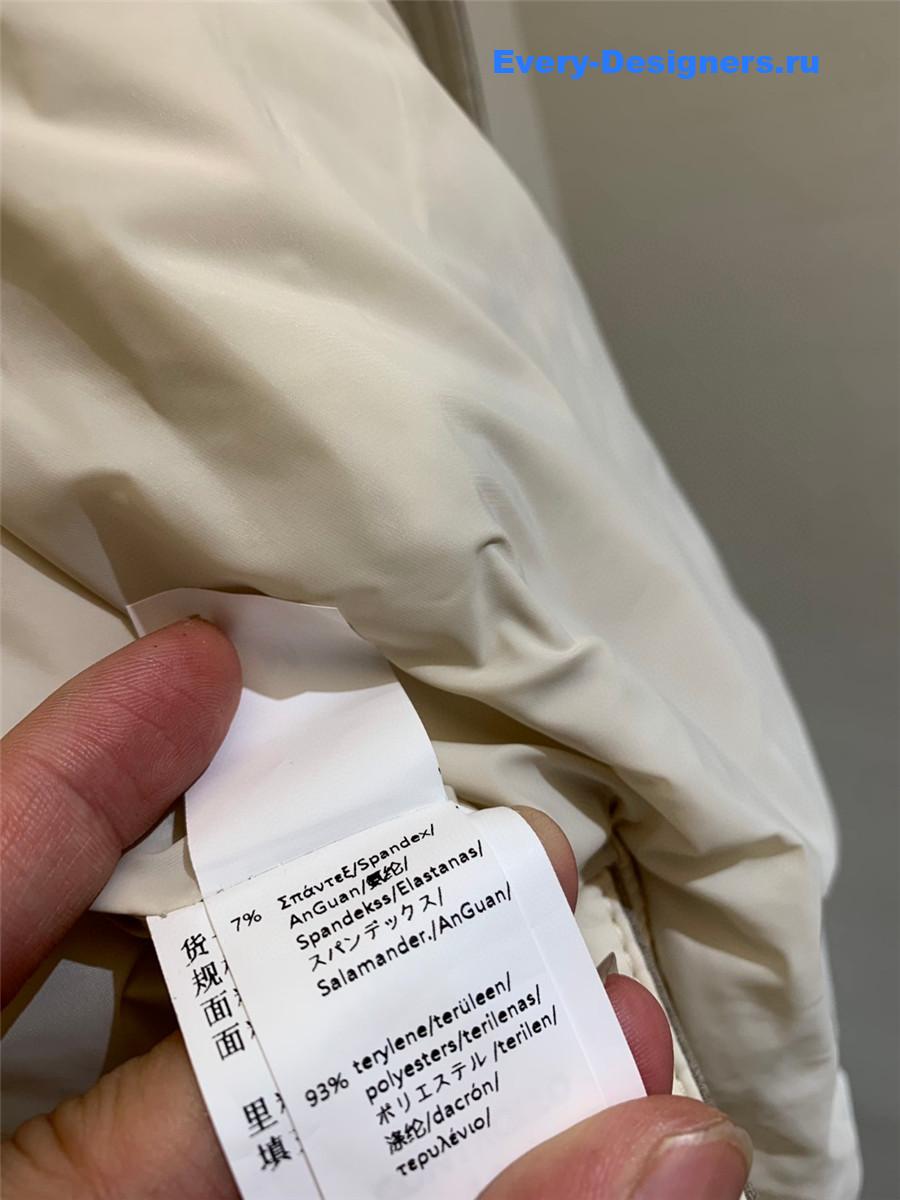 Every-Designers.ru
7% ΣπάντεΞ/Spandex/
AnGuan/氨纶/
Spandekss/Elastanas/
スパンデックス/
Salamander./AnGuan/
93% terylene/terüleen/
polyesters/terilenas/
ポリエステル /terilen/
涤纶/dacrón/
τερυλένιο/
货
规
面
面
里
填